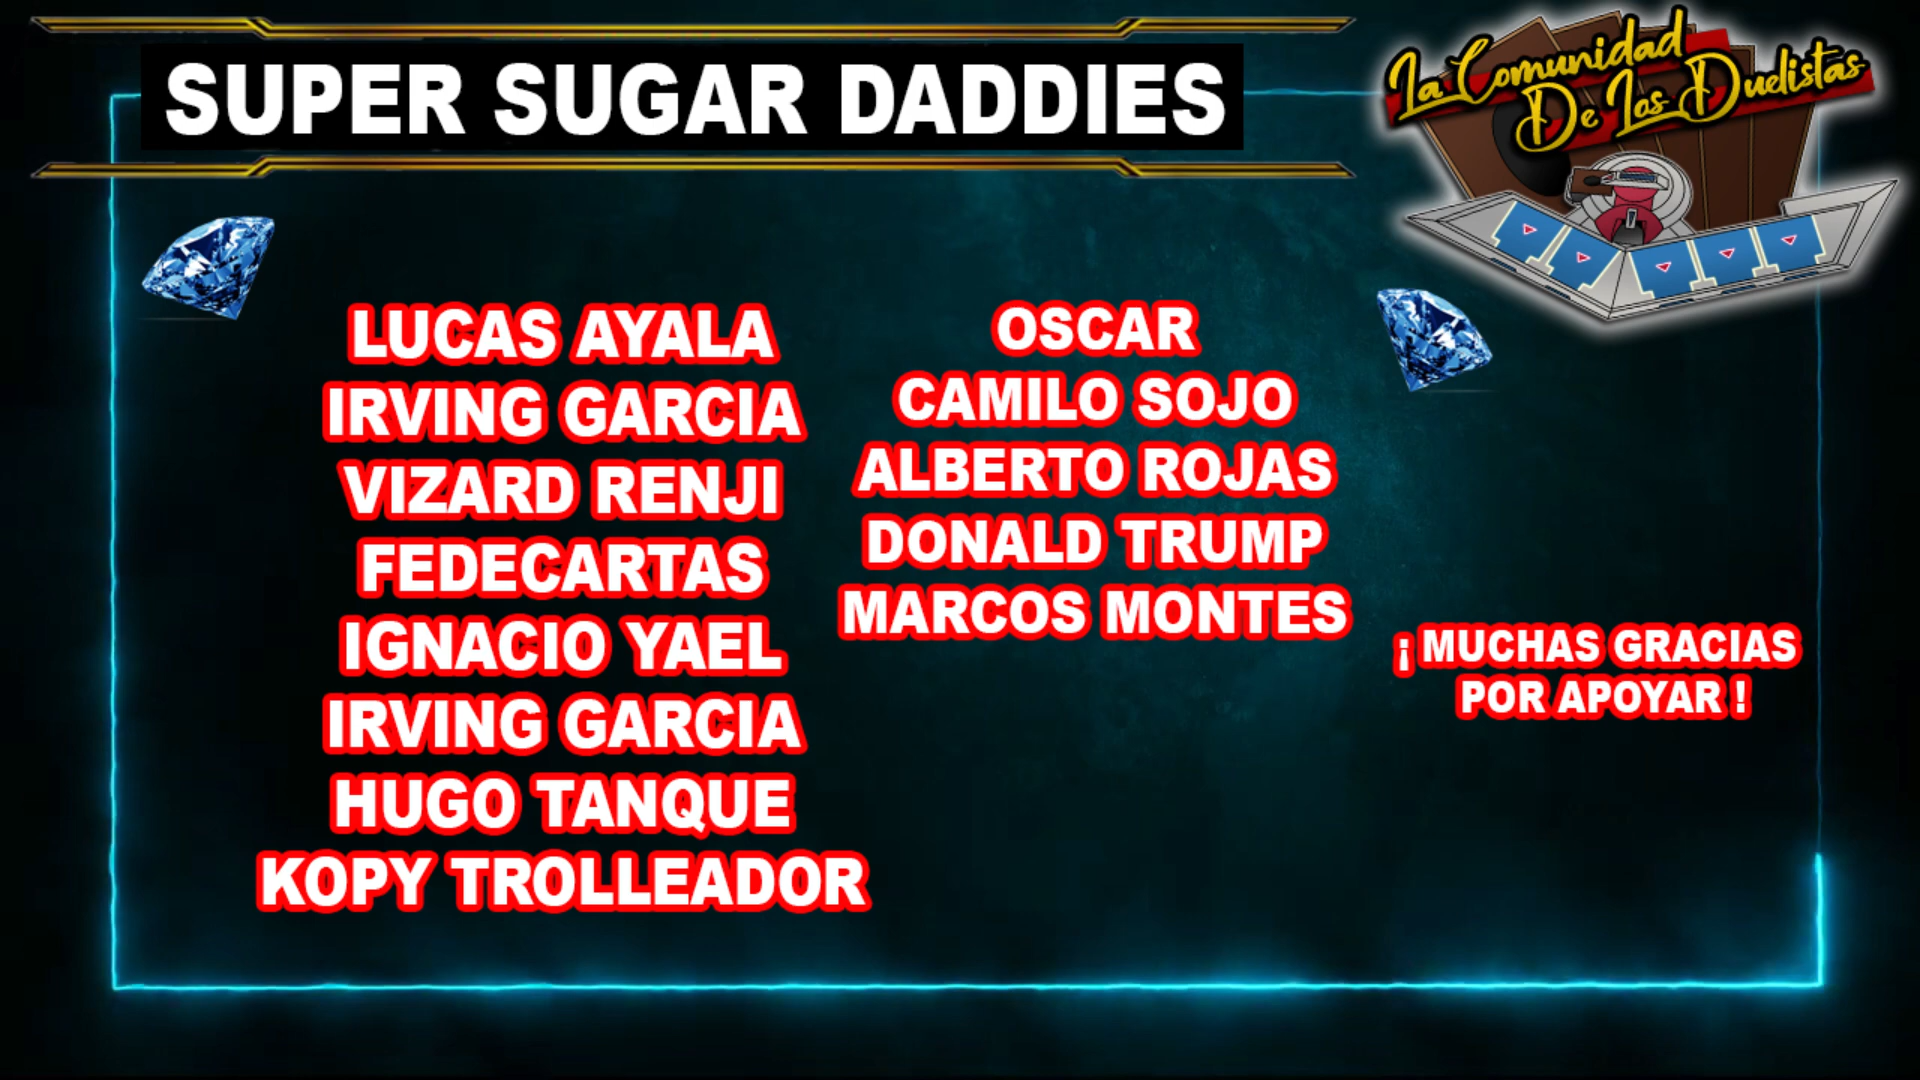 SUPER SUGAR DADDIES
La Comunidad
De Los Duelistas
LUCAS AYALA
IRVING GARCIA
VIZARD RENJI
FEDECARTAS
IGNACIO YAEL
IRVING GARCIA
HUGO TANQUE
KOPY TROLLEADOR
OSCAR
CAMILO SOJO
ALBERTO ROJAS
DONALD TRUMP
MARCOS MONTES
¡ MUCHAS GRACIAS
POR APOYAR !